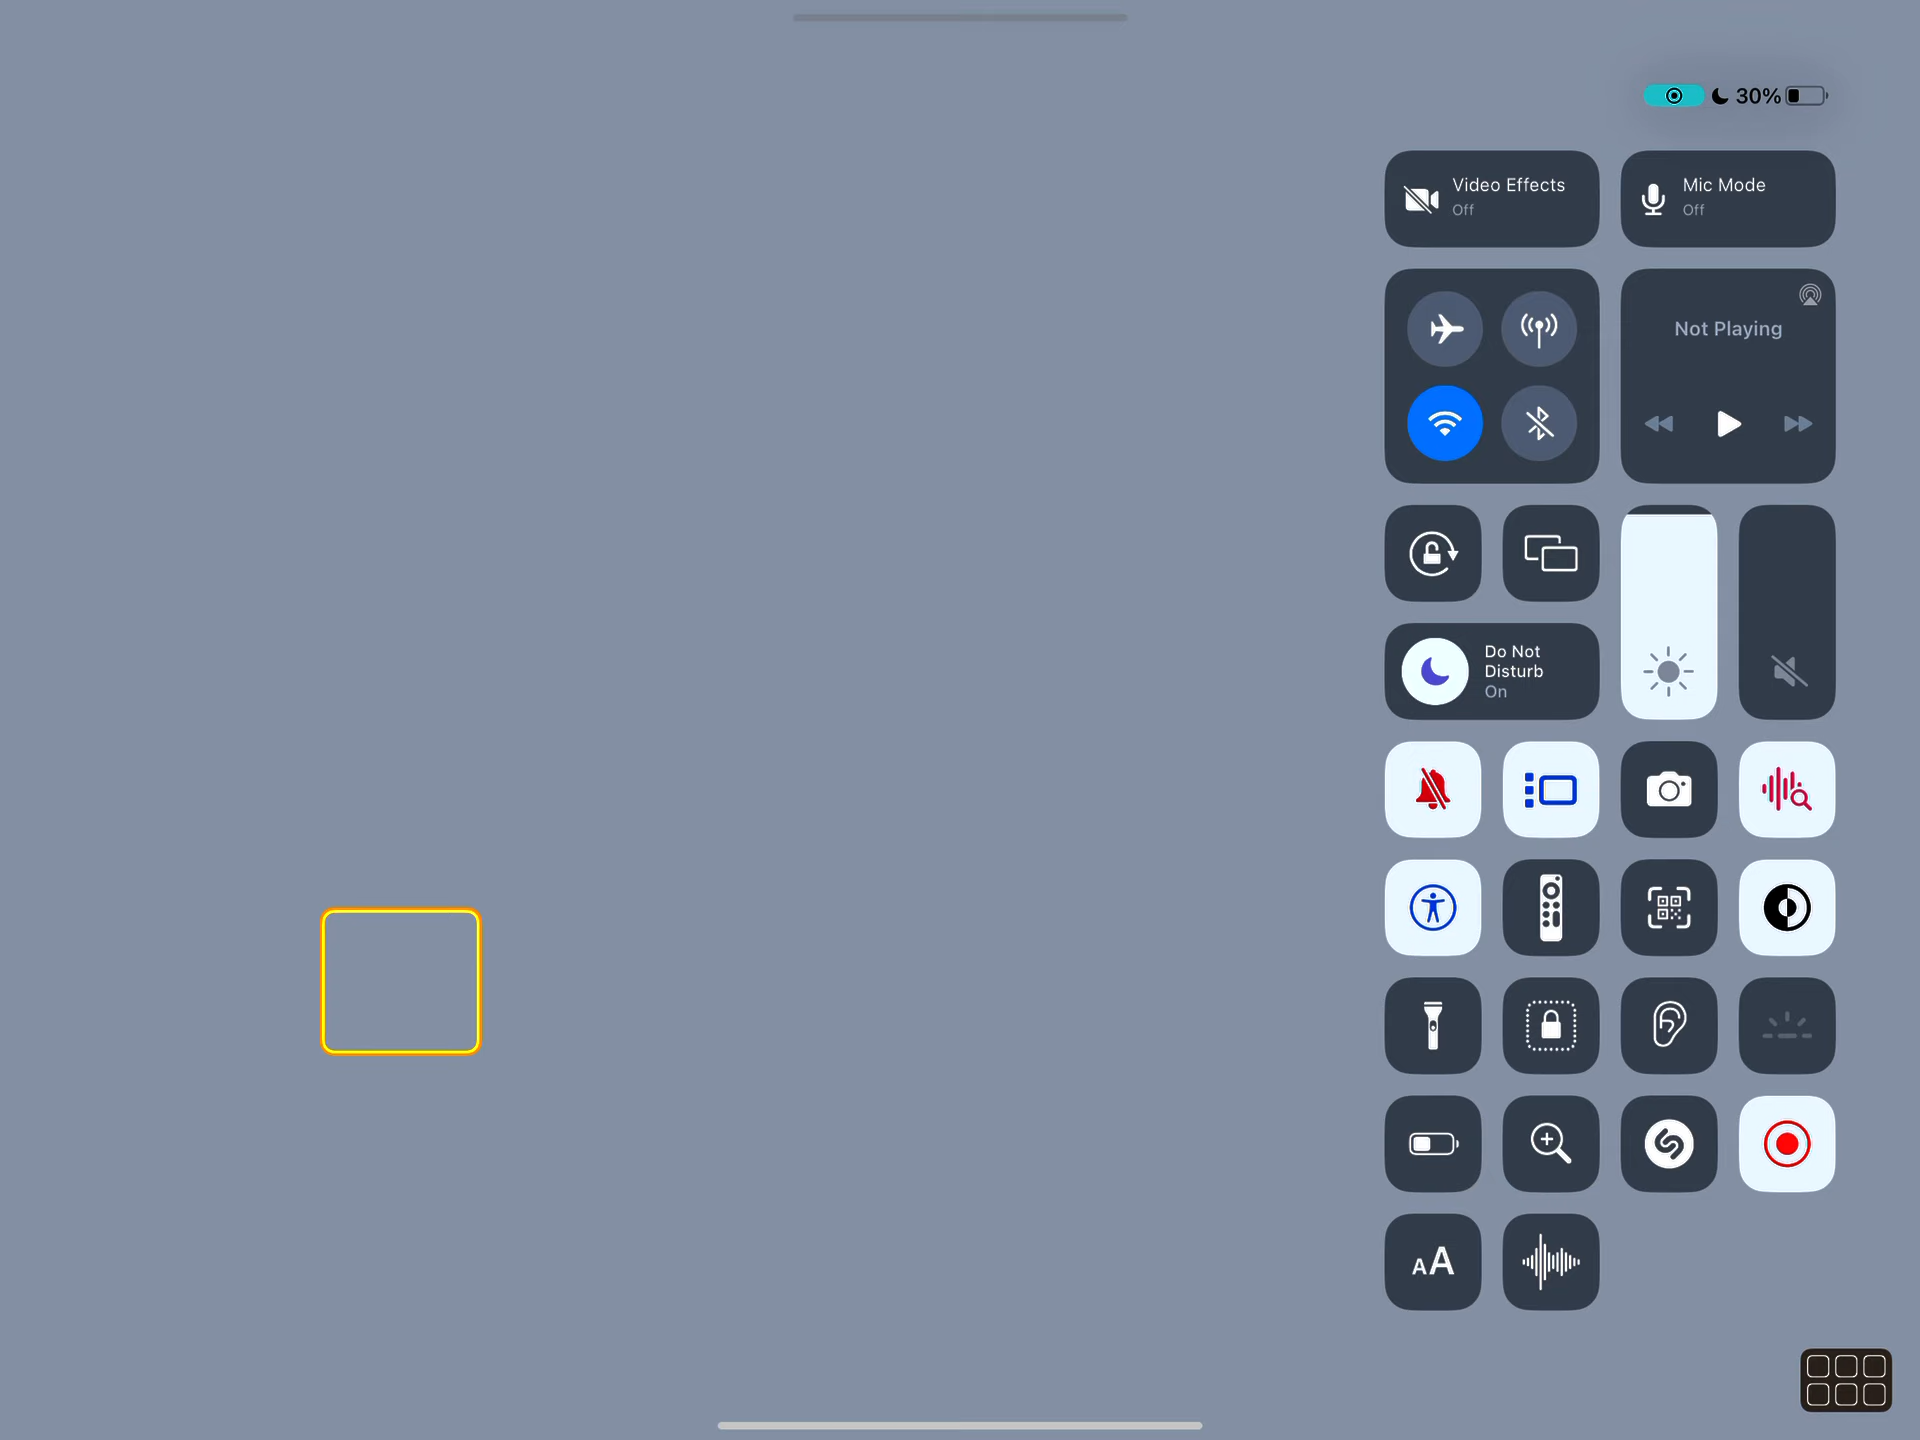 30%
Video Effects
Off
Mic Mode
Off
Not Playing
Do Not
Disturb
On
AA